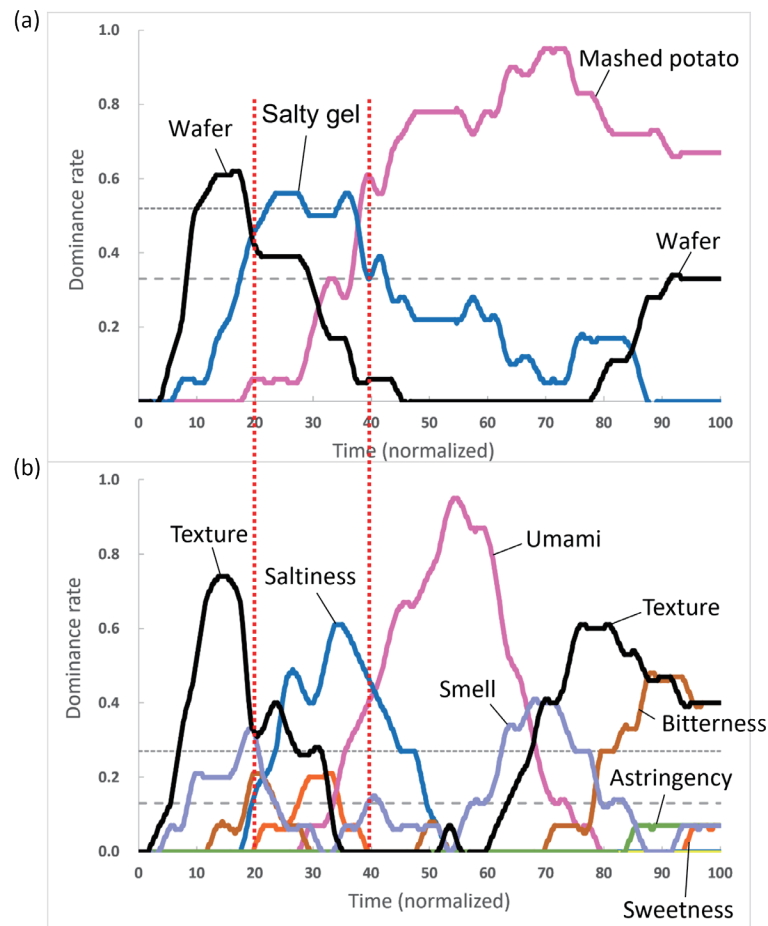 (a)
1.0
Mashed potato
Salty gel
Wafer
0.8
0.6
Dominance rate
Wafer
0.4
0.2
0 10 20 30 40 50 60 70 80 90 100
Time (normalized)
(b)
1.0
Texture
Umami
0.8
Saltiness
Texture
0.6
Dominance rate
Smell
0.4
Bitterness
Astringency
0.2
0.0
0 10 20 30 40 50 60 70 80 90 100
Time (normalized)
Sweetness